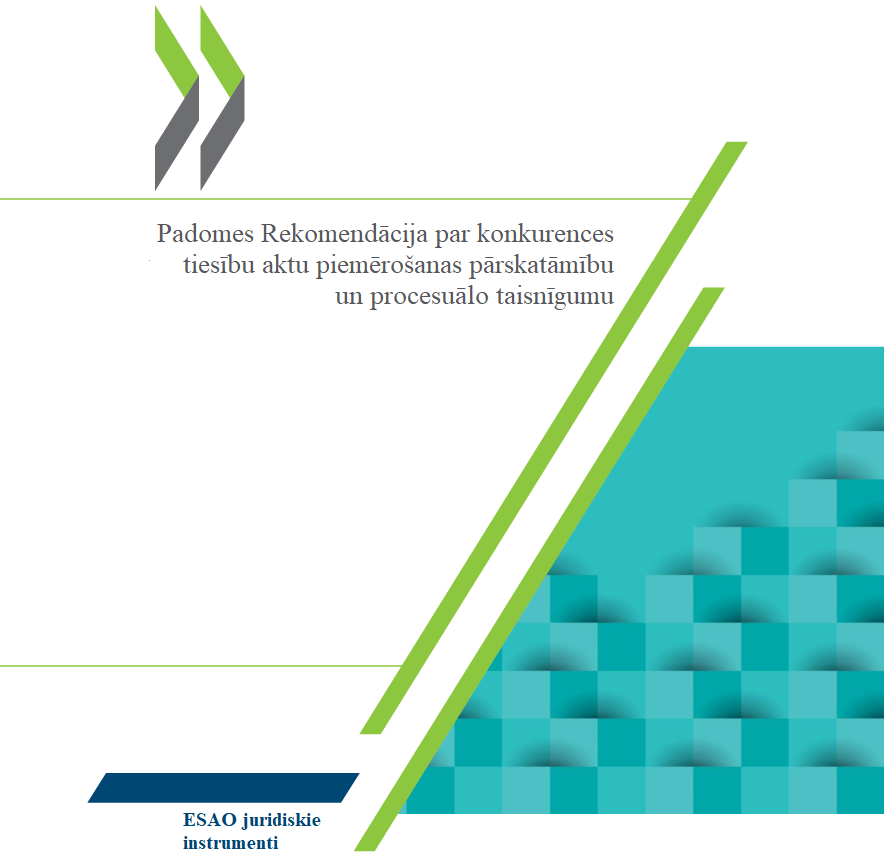 Padomes Rekomendācija par konkurences
tiesību aktu piemērošanas pārskatāmību
un procesuālo taisnīgumu
ESAO juridiskie
instrumenti